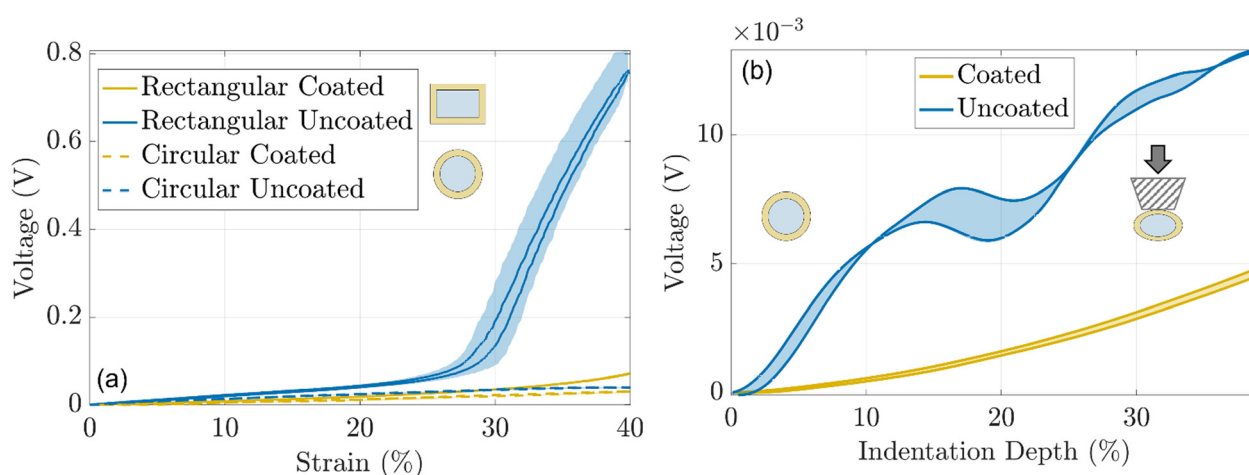 0.8
0.6
0.4
0.2
0
Voltage (V)
(a)
Rectangular Coated
Rectangular Uncoated
Circular Coated
Circular Uncoated
0 10 20 30 40
Strain (%)
×10⁻³
(b)
Coated
Uncoated
10
5
0
Voltage (V)
0 10 20 30
Indentation Depth (%)